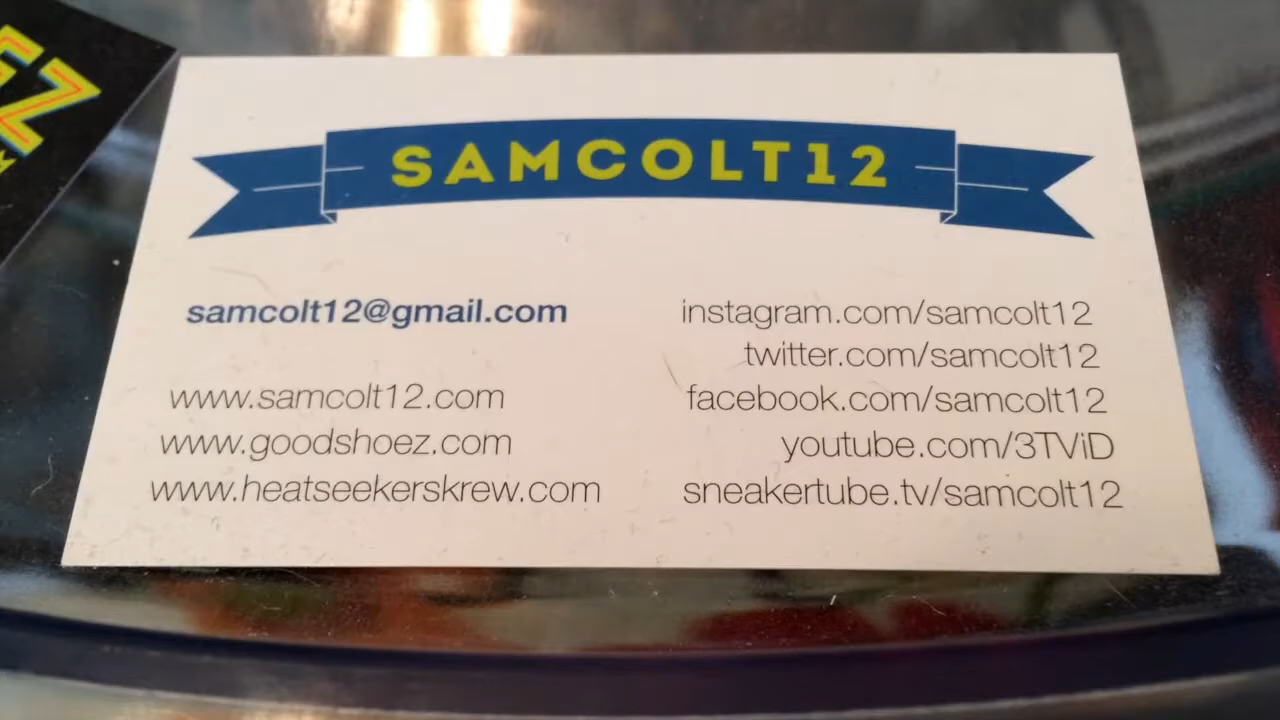 SAMCOLT12
samcolt12@gmail.com
www.samcolt12.com
www.goodshoez.com
www.heatseekerskrew.com
instagram.com/samcolt12
twitter.com/samcolt12
facebook.com/samcolt12
youtube.com/3TViD
sneakertube.tv/samcolt12